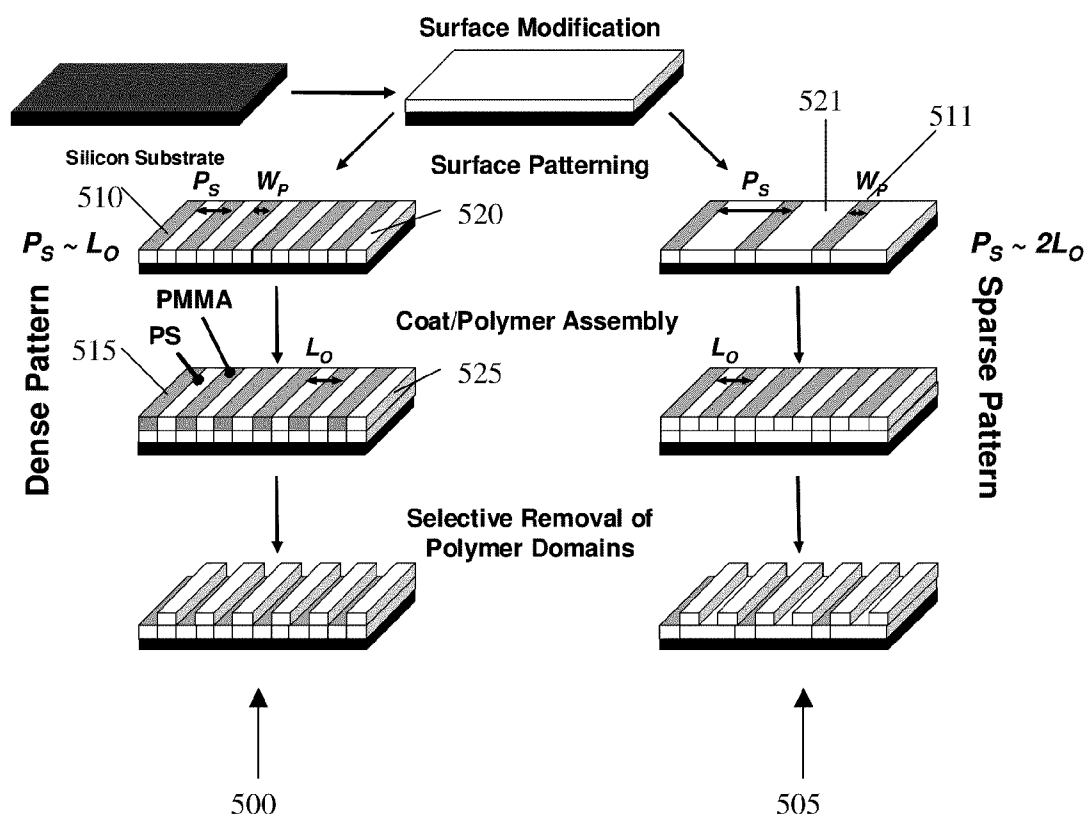 Surface Modification
521
511
Silicon Substrate
Surface Patterning
510
P_S
W_P
520
P_S
W_P
P_S ~ L_O
P_S ~ 2L_O
Dense Pattern
Sparse Pattern
PMMA
PS
Coat/Polymer Assembly
515
L_O
525
L_O
Selective Removal of
Polymer Domains
500
505